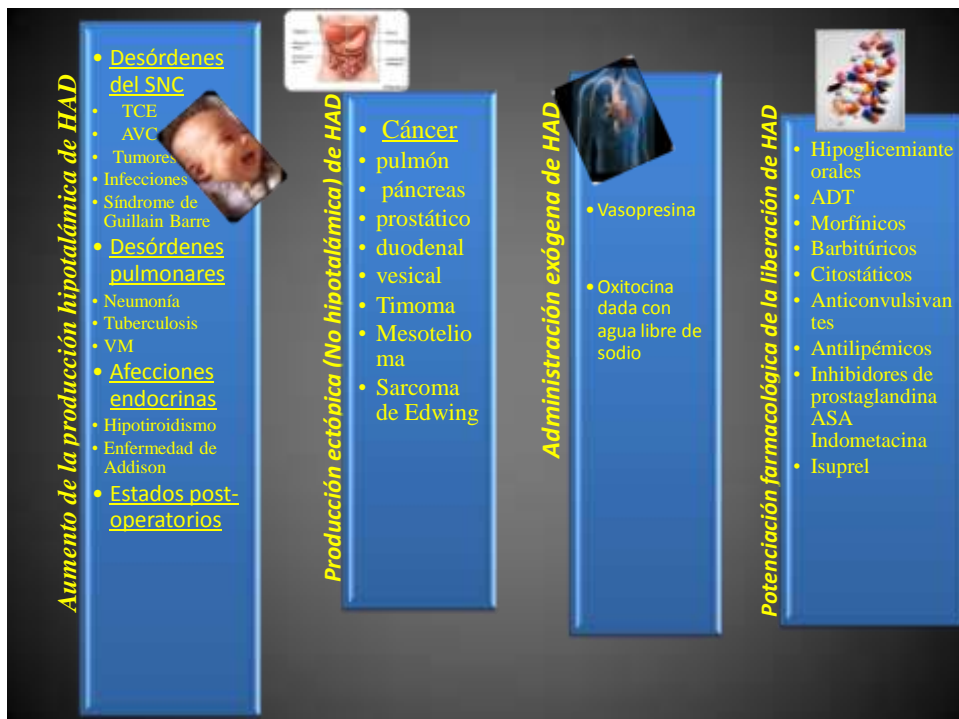 Aumento de la producción hipotalámica de HAD
• Desórdenes
del SNC
• TCE
• AVC
• Tumores
• Infecciones
• Síndrome de
Guillain Barre
• Desórdenes
pulmonares
• Neumonía
• Tuberculosis
• VM
• Afecciones
endocrinas
• Hipotiroidismo
• Enfermedad de
Addison
• Estados post-
operatorios
Producción ectópica (No hipotalámica) de HAD
• Cáncer
• pulmón
• páncreas
• prostático
• duodenal
• vesical
• Timoma
• Mesotelio
ma
• Sarcoma
de Edwing
Administración exógena de HAD
• Vasopresina
• Oxitocina
dada con
agua libre de
sodio
Potenciación farmacológica de la liberación de HAD
• Hipoglicemiante
orales
• ADT
• Morfínicos
• Barbitúricos
• Citostáticos
• Anticonvulsivan
tes
• Antilipémicos
• Inhibidores de
prostaglandina
ASA
Indometacina
• Isuprel